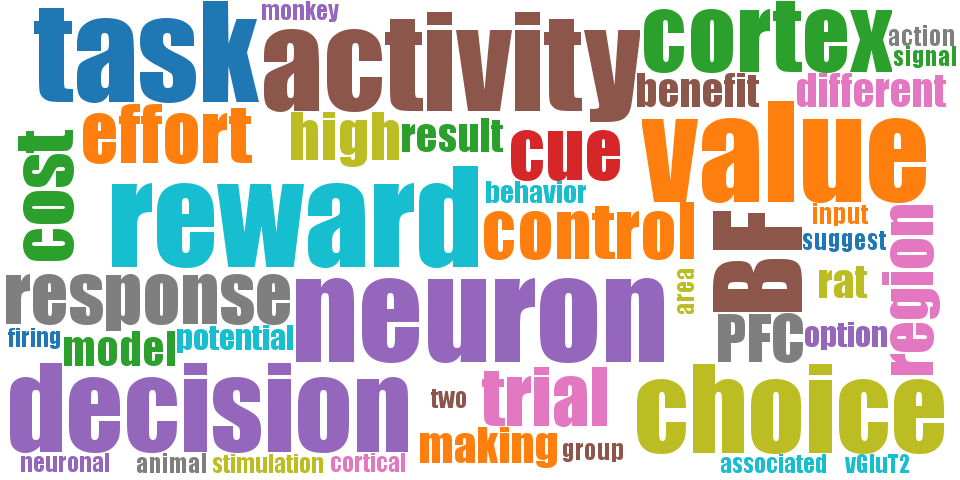 monkey
task
activity
cortex
action
signal
benefit
different
effort
high
result
cue
value
cost
reward
behavior
control
BF
input
suggest
region
response
neuron
area
rat
firing
model
potential
PFC
option
decision
two
trial
choice
making
group
neuronal
animal
stimulation
cortical
associated
vGluT2